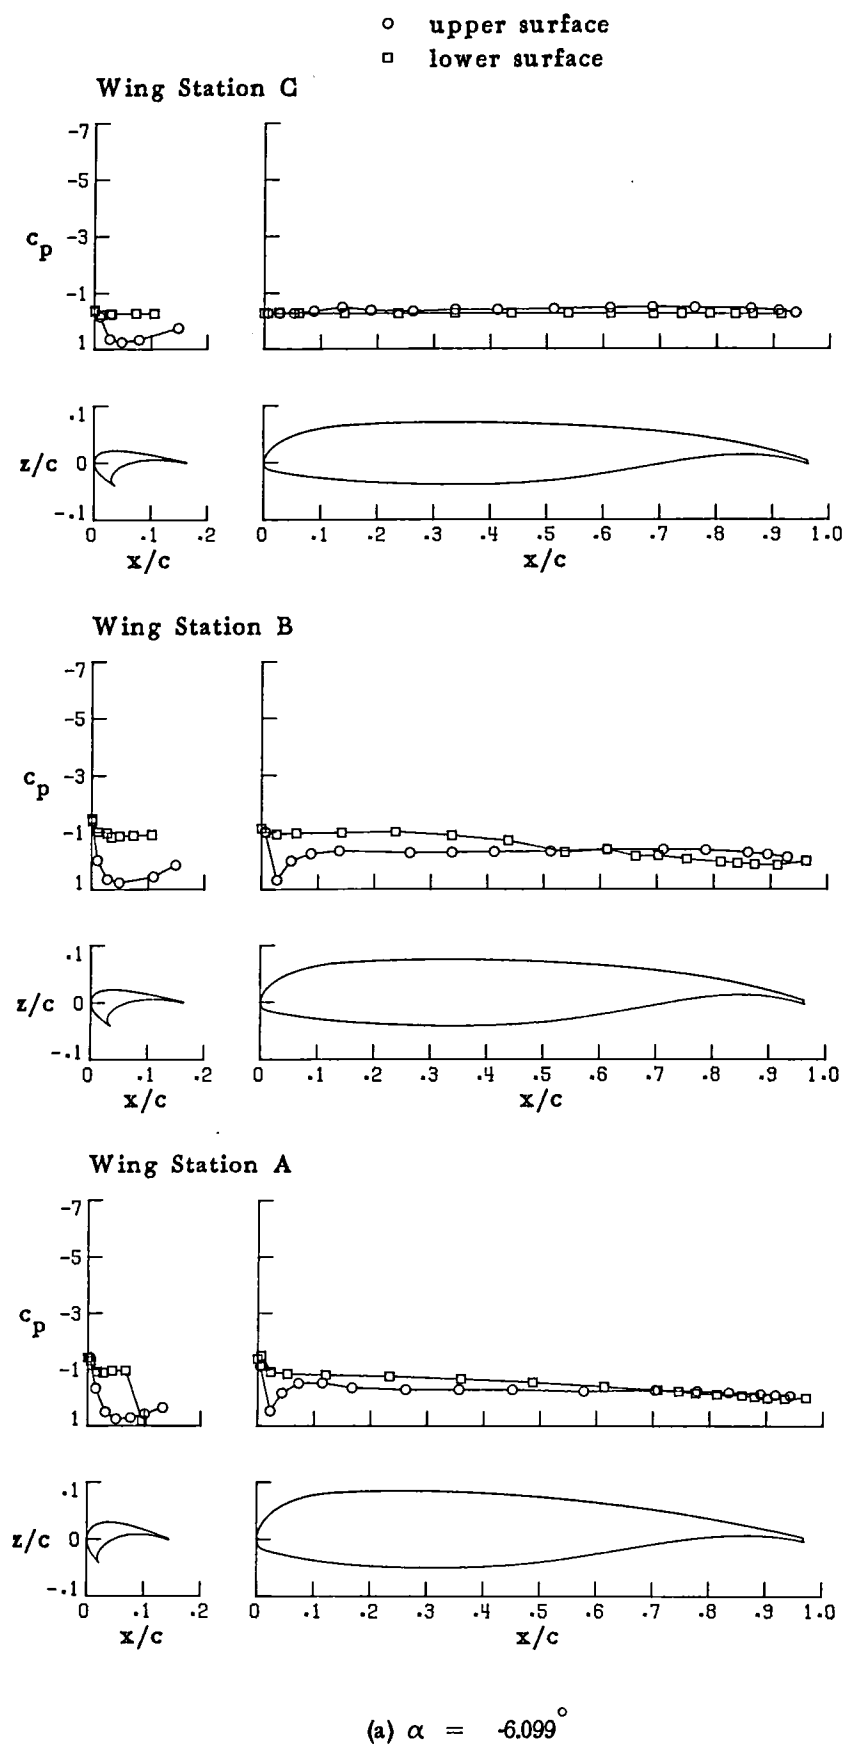 upper surface
lower surface
Wing Station C
-7
-5
-3
c_p
-1
1
.1
z/c 0
-.1
0 .1 .2 0 .1 .2 .3 .4 .5 .6 .7 .8 .9 1.0
x/c x/c
Wing Station B
-7
-5
c_p -3
-1
1
.1
z/c 0
-.1
0 .1 .2 0 .1 .2 .3 .4 .5 .6 .7 .8 .9 1.0
x/c x/c
Wing Station A
-7
-5
c_p -3
-1
1
.1
z/c 0
-.1
0 .1 .2 0 .1 .2 .3 .4 .5 .6 .7 .8 .9 1.0
x/c x/c
(a) α = -6.099°